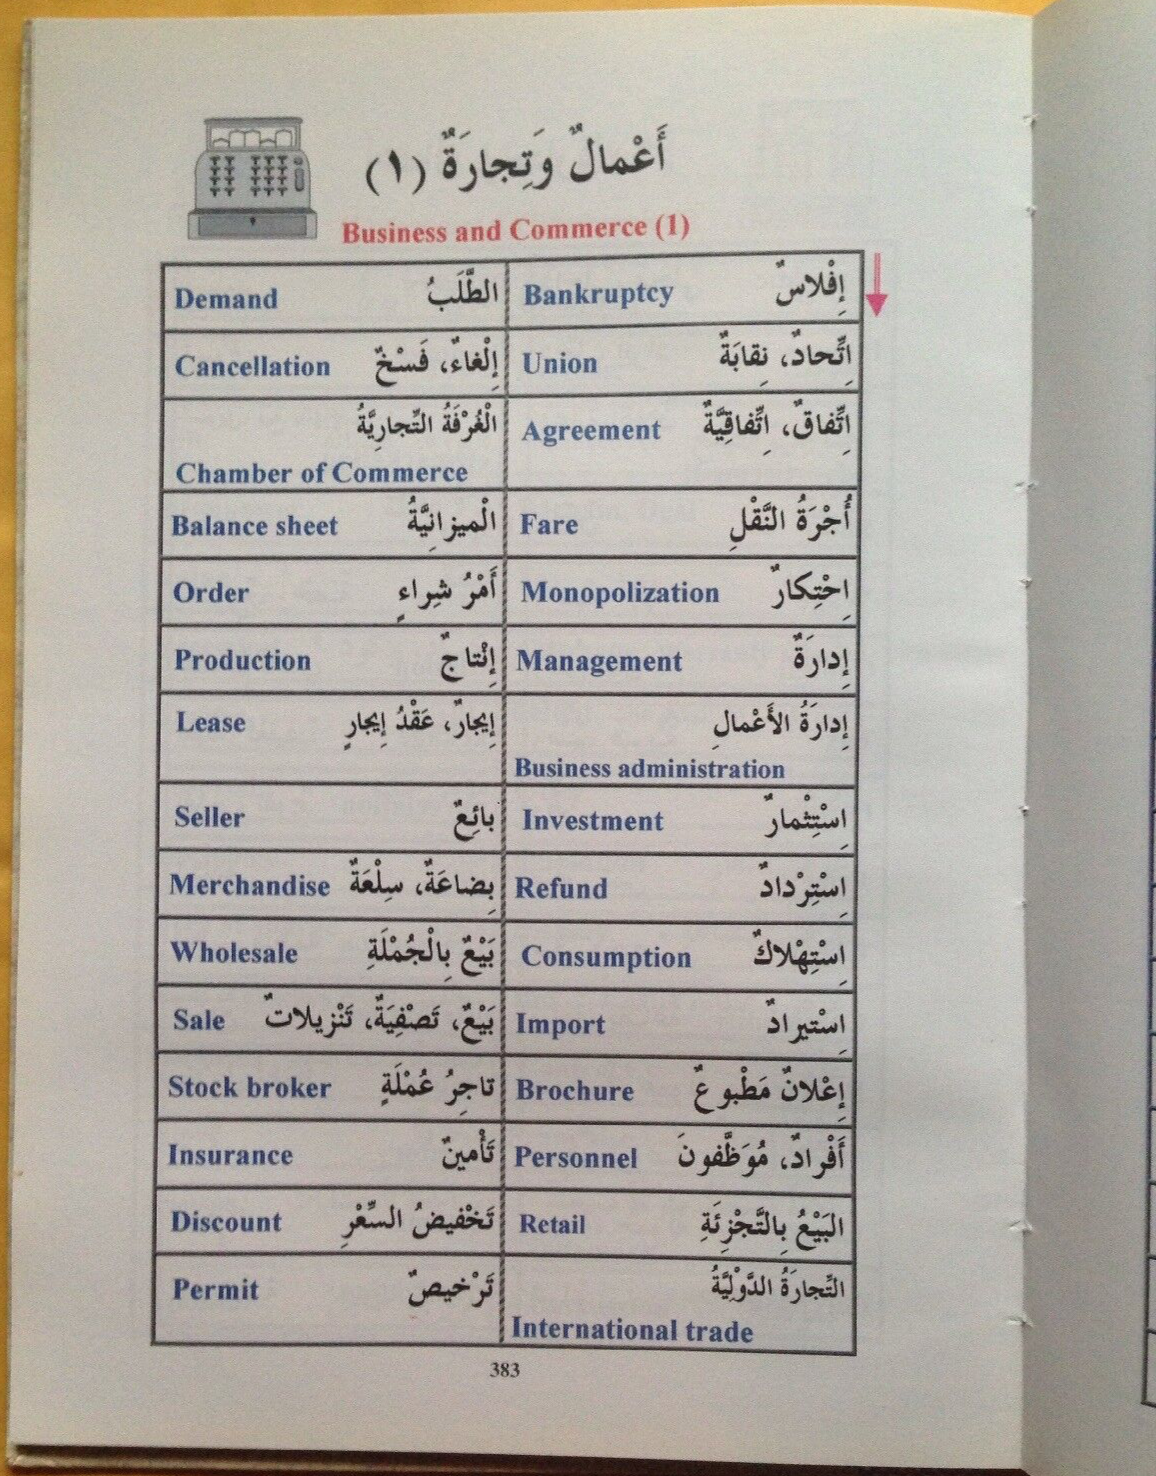 أَعْمالٌ وَتِجارَةٌ (١)
Business and Commerce (1)
إِفْلاسٌ Bankruptcy
اِتِّحادٌ، نِقابَةٌ Union
اِتِّفاقٌ، اِتِّفاقِيَّةٌ Agreement
أُجْرَةُ النَّقْلِ Fare
اِحْتِكارٌ Monopolization
إِدارَةٌ Management
إِدارَةُ الأَعْمالِ
Business administration
اِسْتِثْمارٌ Investment
اِسْتِرْدادٌ Refund
اِسْتِهْلاكٌ Consumption
اِسْتيرادٌ Import
إِعْلانٌ مَطْبوعٌ Brochure
أَفْرادٌ، مُوَظَّفونَ Personnel
البَيْعُ بِالتَّجْزِئَةِ Retail
التِّجارَةُ الدَّوْلِيَّةُ
International trade
الطَّلَبُ Demand
إِلْغاءٌ، فَسْخٌ Cancellation
الْغُرْفَةُ التِّجارِيَّةُ
Chamber of Commerce
الْميزانِيَّةُ Balance sheet
أَمْرُ شِراءٍ Order
إِنْتاجٌ Production
إِيجارٌ، عَقْدُ إِيجارٍ Lease
بائِعٌ Seller
بِضاعَةٌ، سِلْعَةٌ Merchandise
بَيْعٌ بِالْجُمْلَةِ Wholesale
بَيْعٌ، تَصْفِيَةٌ، تَنْزيلاتٌ Sale
تاجِرُ عُمْلَةٍ Stock broker
تَأْمينٌ Insurance
تَخْفيضُ السِّعْرِ Discount
تَرْخيصٌ Permit
383